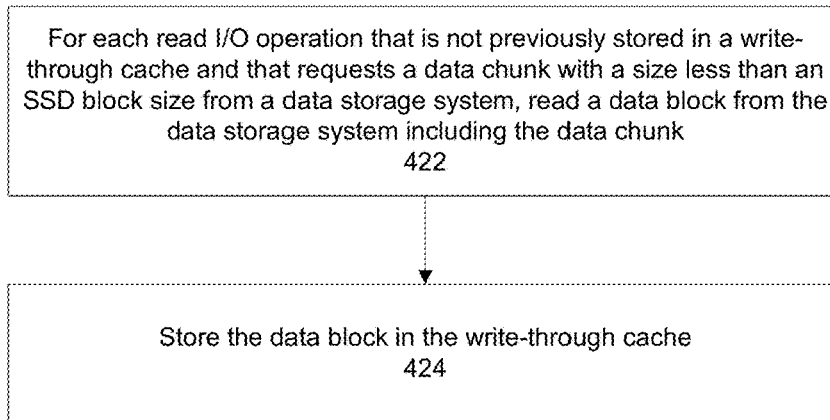 For each read I/O operation that is not previously stored in a write-
through cache and that requests a data chunk with a size less than an
SSD block size from a data storage system, read a data block from the
data storage system including the data chunk
422
Store the data block in the write-through cache
424